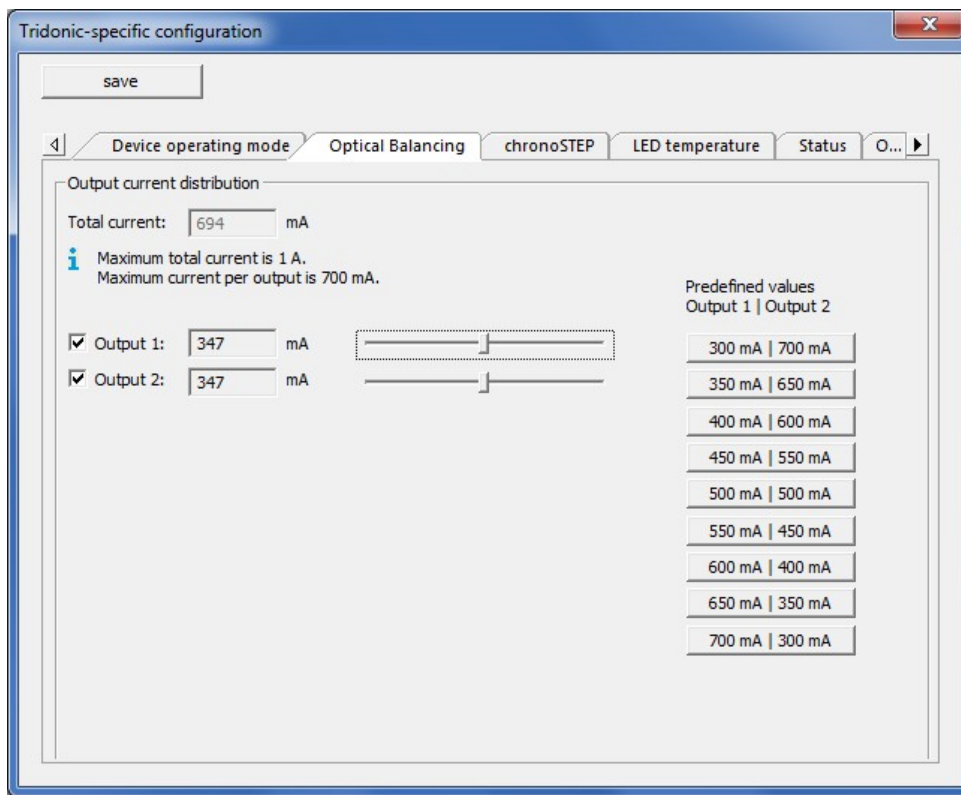 Tridonic-specific configuration
save
Device operating mode
Optical Balancing
chronoSTEP
LED temperature
Status
O...
Output current distribution
Total current: 694 mA
Maximum total current is 1 A.
Maximum current per output is 700 mA.
Output 1: 347 mA
Output 2: 347 mA
Predefined values
Output 1 | Output 2
300 mA | 700 mA
350 mA | 650 mA
400 mA | 600 mA
450 mA | 550 mA
500 mA | 500 mA
550 mA | 450 mA
600 mA | 400 mA
650 mA | 350 mA
700 mA | 300 mA